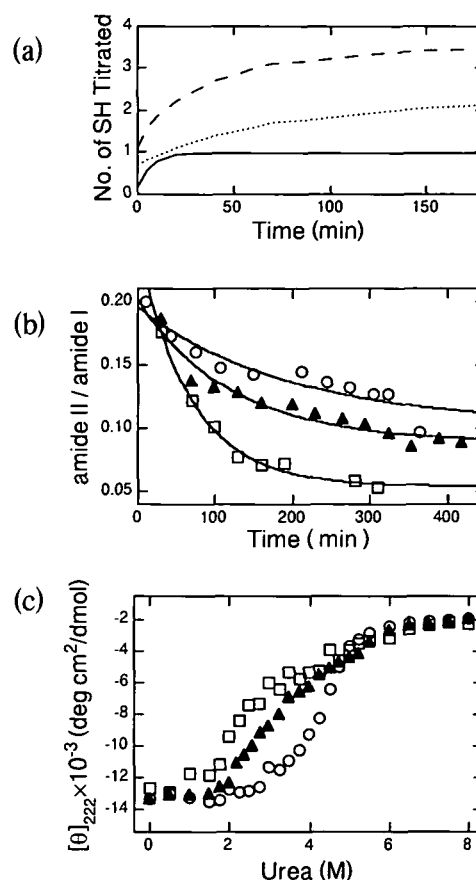 (a)
No. of SH Titrated
4
3
2
1
0
0 50 100 150
Time (min)
(b)
amide II / amide I
0.20
0.15
0.10
0.05
0 100 200 300 400
Time ( min )
(c)
[θ]222×10-3 (deg cm2/dmol)
-2
-4
-6
-8
-10
-12
-14
0 2 4 6 8
Urea (M)